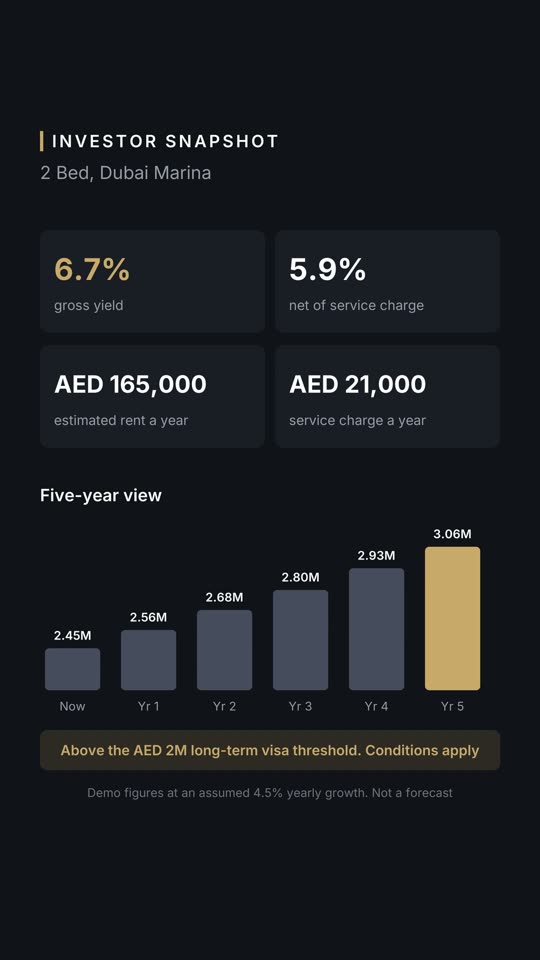 INVESTOR SNAPSHOT
2 Bed, Dubai Marina
6.7%
gross yield
5.9%
net of service charge
AED 165,000
estimated rent a year
AED 21,000
service charge a year
Five-year view
2.45M
2.56M
2.68M
2.80M
2.93M
3.06M
Now
Yr 1
Yr 2
Yr 3
Yr 4
Yr 5
Above the AED 2M long-term visa threshold. Conditions apply
Demo figures at an assumed 4.5% yearly growth. Not a forecast